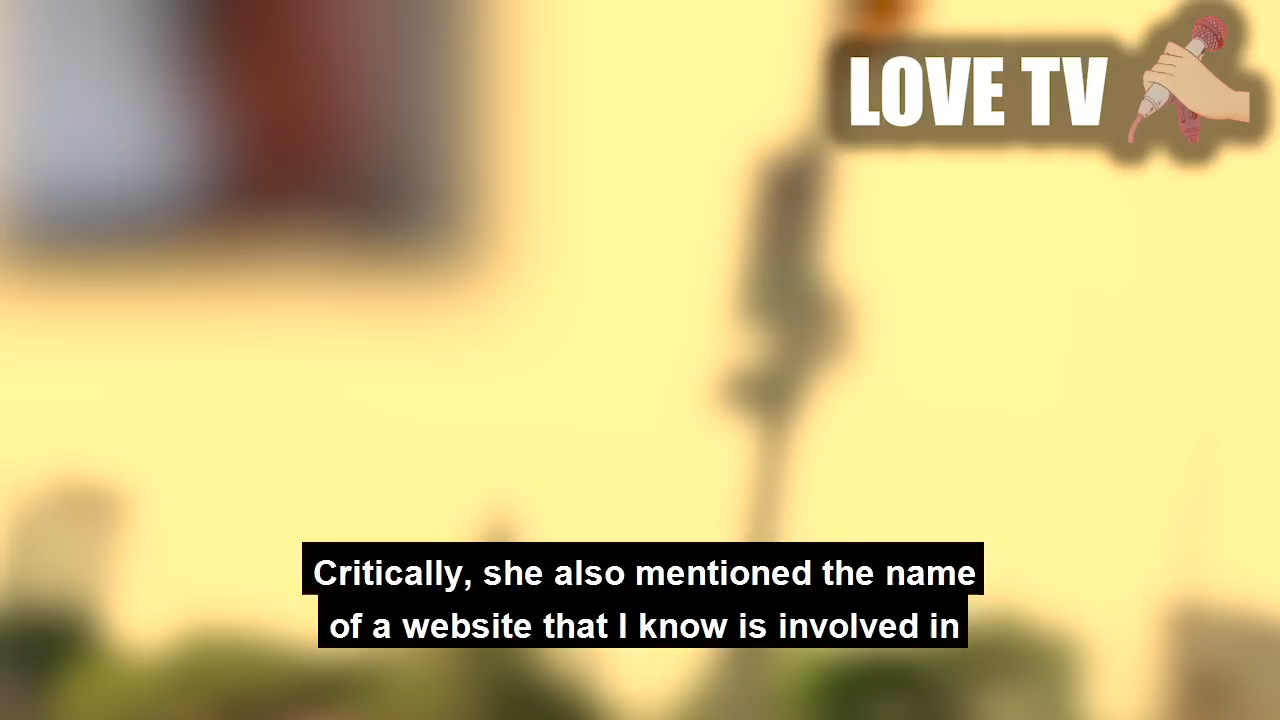 LOVE TV
Critically, she also mentioned the name
of a website that I know is involved in